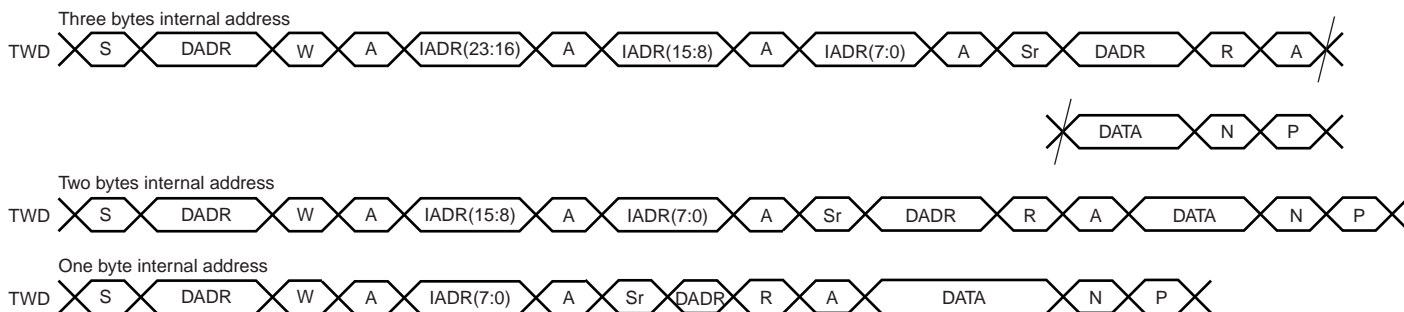 Three bytes internal address
TWD S DADR W A IADR(23:16) A IADR(15:8) A IADR(7:0) A Sr DADR R A
DATA N P
Two bytes internal address
TWD S DADR W A IADR(15:8) A IADR(7:0) A Sr DADR R A DATA N P
One byte internal address
TWD S DADR W A IADR(7:0) A Sr DADR R A DATA N P